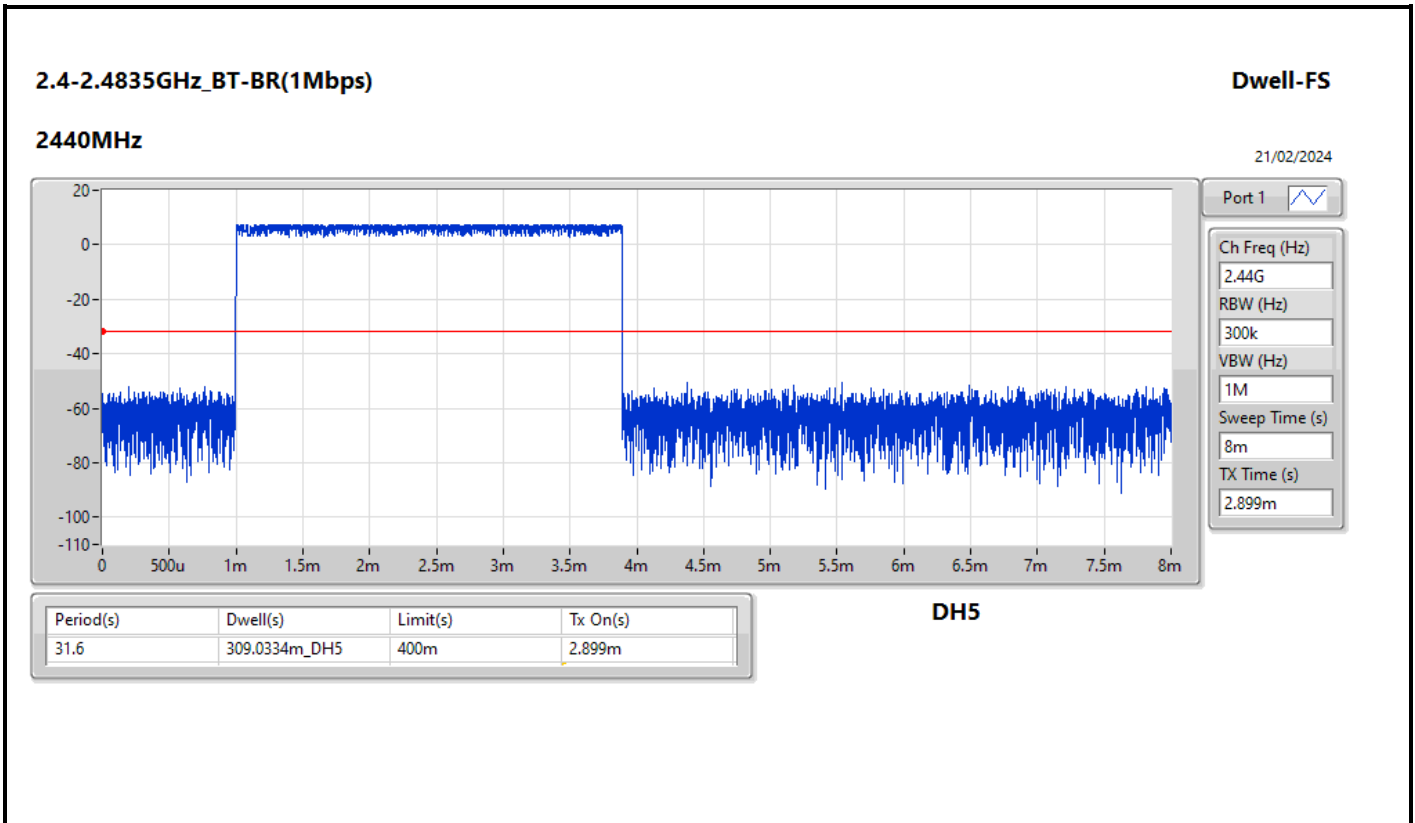 2.4-2.4835GHz_BT-BR(1Mbps) Dwell-FS
2440MHz
21/02/2024
Port 1
20
0
-20
-40
-60
-80
-100
-110
0 500u 1m 1.5m 2m 2.5m 3m 3.5m 4m 4.5m 5m 5.5m 6m 6.5m 7m 7.5m 8m
Ch Freq (Hz)
2.44G
RBW (Hz)
300k
VBW (Hz)
1M
Sweep Time (s)
8m
TX Time (s)
2.899m
Period(s) Dwell(s) Limit(s) Tx On(s)
31.6 309.0334m_DH5 400m 2.899m
DH5